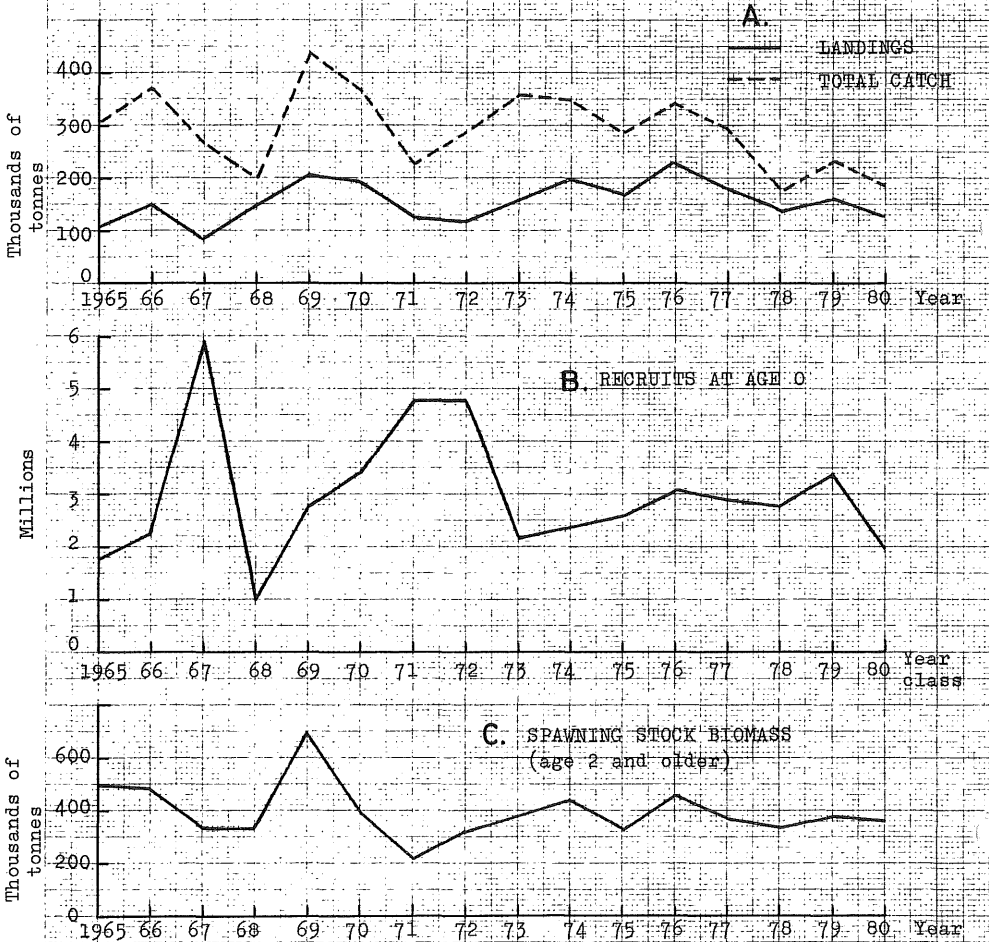 A.
LANDINGS
TOTAL CATCH
Thousands of
tonnes
400
300
200
100
0
1965 66 67 68 69 70 71 72 73 74 75 76 77 78 79 80 Year
B. RECRUITS AT AGE 0
Millions
6
5
4
3
2
1
0
1965 66 67 68 69 70 71 72 73 74 75 76 77 78 79 80 Year
class
C. SPAWNING STOCK BIOMASS
(age 2 and older)
Thousands of
tonnes
600
400
200
0
1965 66 67 68 69 70 71 72 73 74 75 76 77 78 79 80 Year